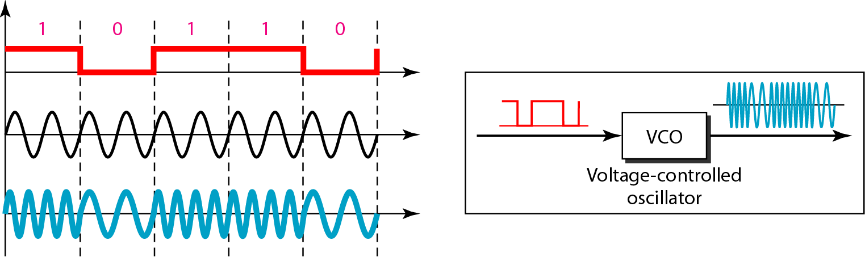 1 0 1 1 0
VCO
Voltage-controlled
oscillator